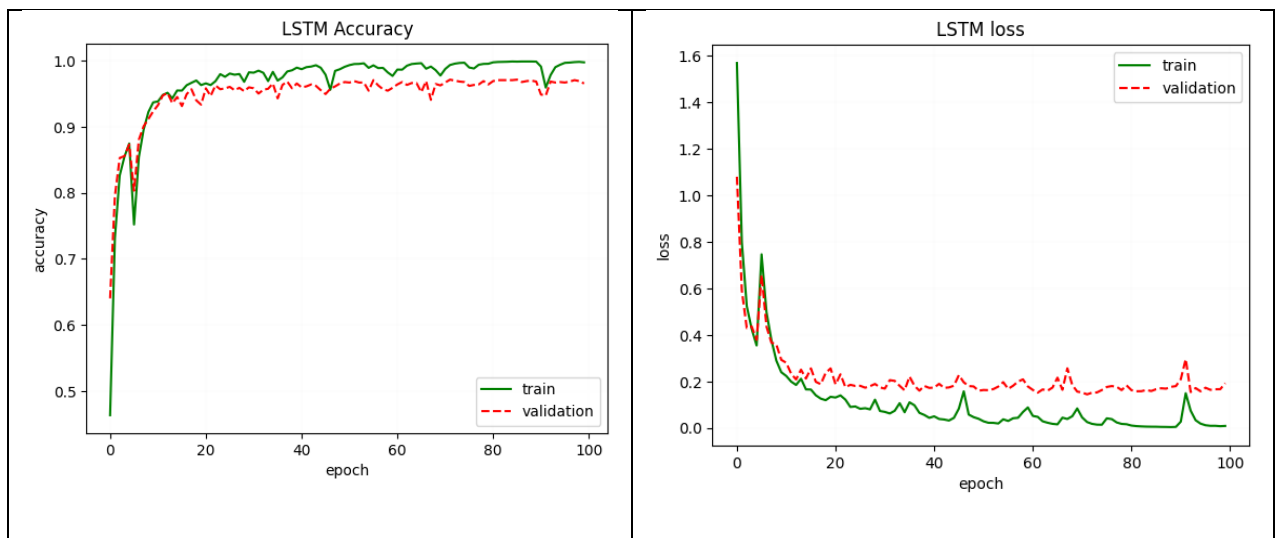 LSTM Accuracy
1.0
0.9
0.8
0.7
0.6
0.5
accuracy
0 20 40 60 80 100
epoch
train
validation
LSTM loss
1.6
1.4
1.2
1.0
0.8
0.6
0.4
0.2
0.0
loss
0 20 40 60 80 100
epoch
train
validation